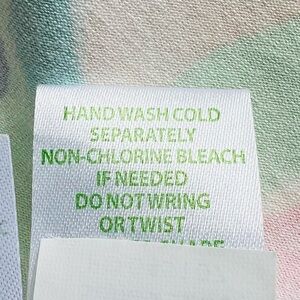 HAND WASH COLD
SEPARATELY
NON-CHLORINE BLEACH
IF NEEDED
DO NOT WRING
OR TWIST